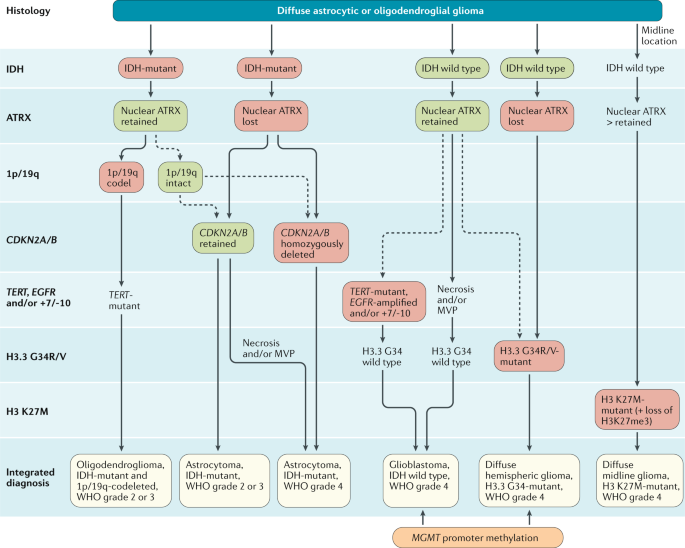 Histology
Diffuse astrocytic or oligodendroglial glioma
Midline
location
IDH
IDH-mutant
IDH-mutant
IDH wild type
IDH wild type
IDH wild type
ATRX
Nuclear ATRX
retained
Nuclear ATRX
lost
Nuclear ATRX
retained
Nuclear ATRX
lost
Nuclear ATRX
> retained
1p/19q
1p/19q
codel
1p/19q
intact
CDKN2A/B
CDKN2A/B
retained
CDKN2A/B
homozygously
deleted
TERT, EGFR
and/or +7/-10
TERT-
mutant
TERT-mutant,
EGFR-amplified
and/or +7/-10
Necrosis
and/or
MVP
H3.3 G34R/V
Necrosis
and/or MVP
H3.3 G34
wild type
H3.3 G34
wild type
H3.3 G34R/V-
mutant
H3 K27M
H3 K27M-
mutant (+ loss of
H3K27me3)
Integrated
diagnosis
Oligodendroglioma,
IDH-mutant and
1p/19q-codeleted,
WHO grade 2 or 3
Astrocytoma,
IDH-mutant,
WHO grade 2 or 3
Astrocytoma,
IDH-mutant,
WHO grade 4
Glioblastoma,
IDH wild type,
WHO grade 4
Diffuse
hemispheric glioma,
H3.3 G34-mutant,
WHO grade 4
Diffuse
midline glioma,
H3 K27M-mutant,
WHO grade 4
MGMT promoter methylation